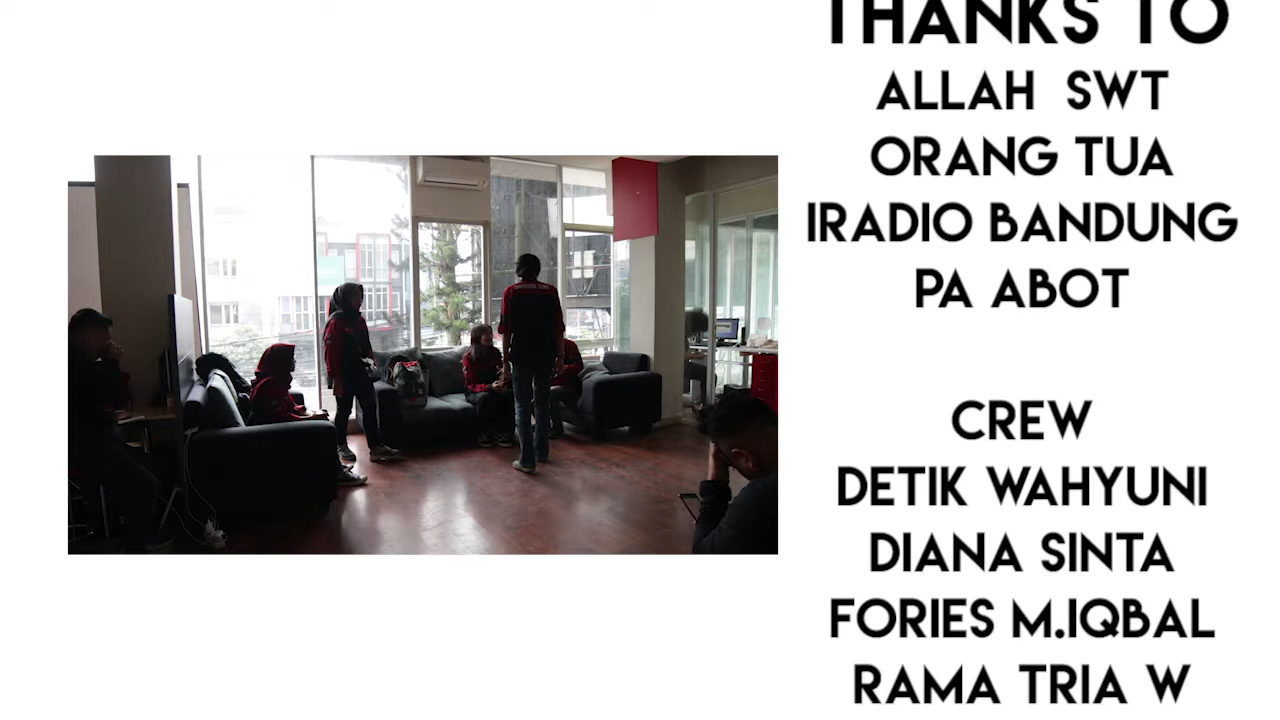 THANKS TO
ALLAH SWT
ORANG TUA
IRADIO BANDUNG
PA ABOT
CREW
DETIK WAHYUNI
DIANA SINTA
FORIES M.IQBAL
RAMA TRIA W